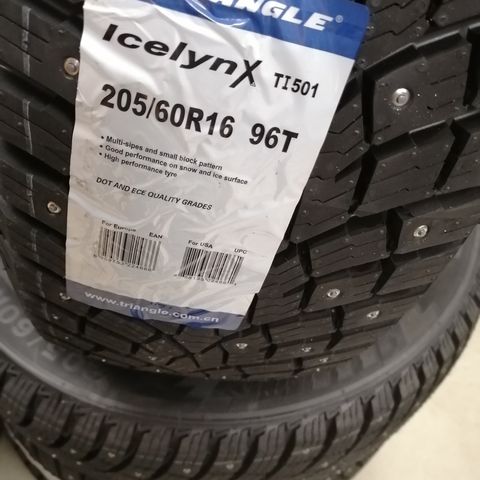 ANGLE®
IcelynX TI501
205/60R16 96T
• Multi-sipes and small block pattern
• Good performance on snow and ice surface
• High performance tyre
DOT AND ECE QUALITY GRADES
For Europe EAN For USA UPC
www.triangle.com.cn